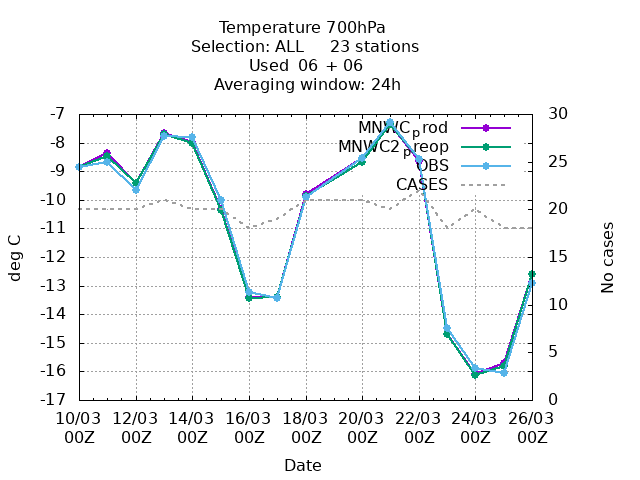 Temperature 700hPa
Selection: ALL 23 stations
Used 06 + 06
Averaging window: 24h
-7
-8
-9
-10
-11
-12
-13
-14
-15
-16
-17
deg C
30
25
20
15
10
5
0
No cases
MNWC_prod
MNWC2_preop
OBS
CASES
10/03 12/03 14/03 16/03 18/03 20/03 22/03 24/03 26/03
00Z 00Z 00Z 00Z 00Z 00Z 00Z 00Z 00Z
Date